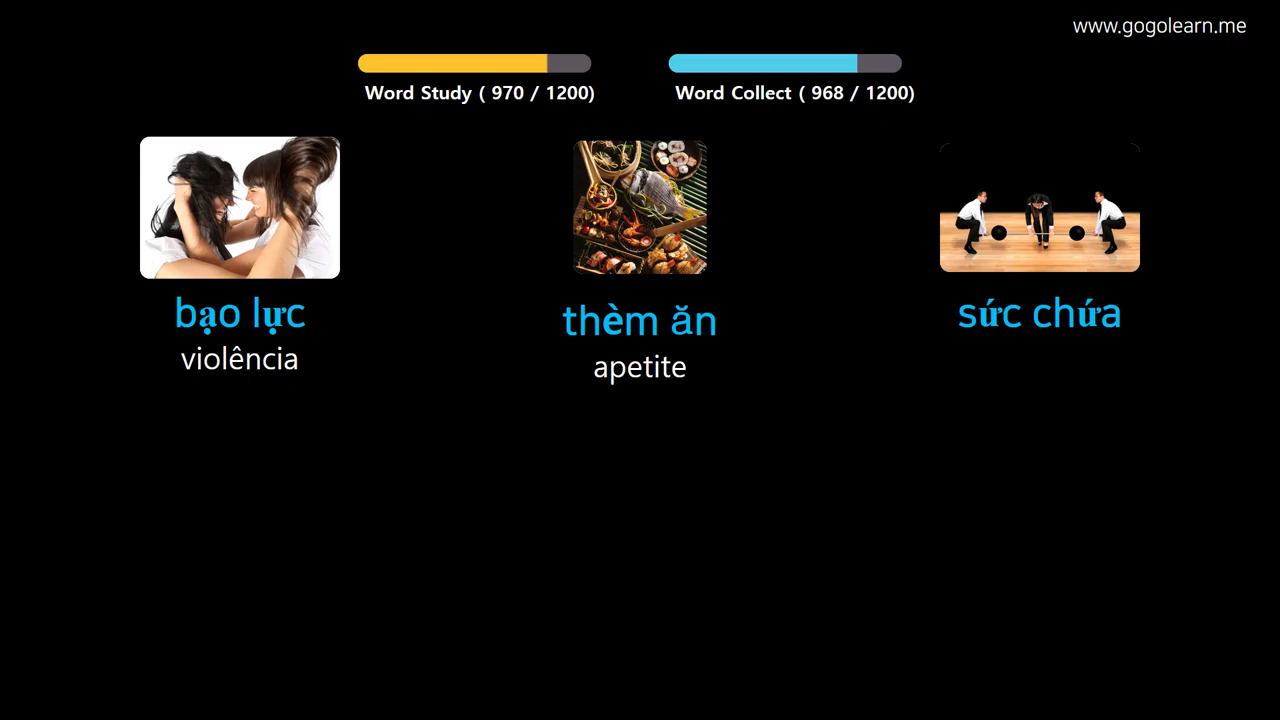 www.gogolearn.me
Word Study ( 970 / 1200)
Word Collect ( 968 / 1200)
bạo lực
violência
thèm ăn
apetite
sức chứa